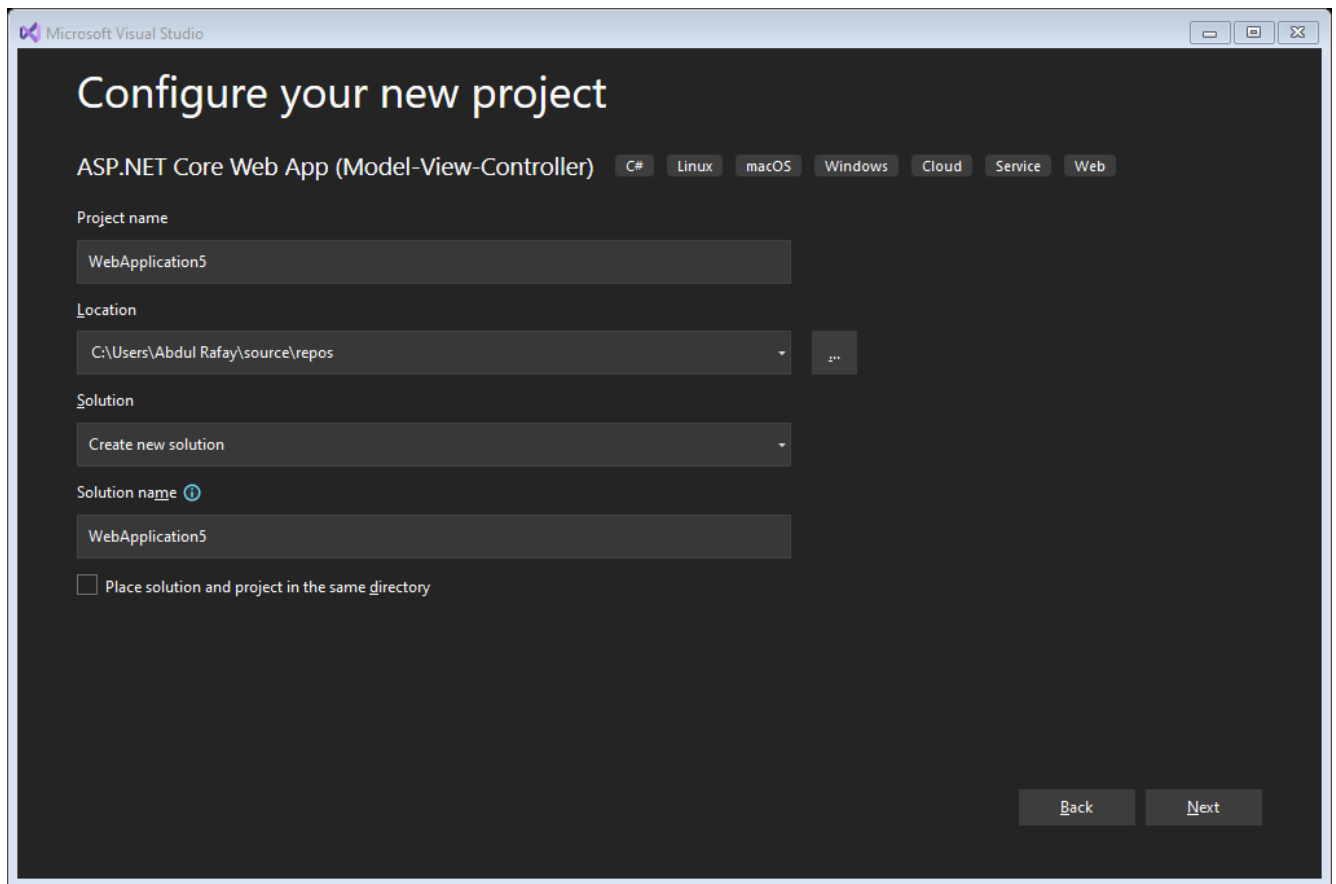 Microsoft Visual Studio
Configure your new project
ASP.NET Core Web App (Model-View-Controller) C# Linux macOS Windows Cloud Service Web
Project name
WebApplication5
Location
C:\Users\Abdul Rafay\source\repos
...
Solution
Create new solution
Solution name
WebApplication5
Place solution and project in the same directory
Back Next